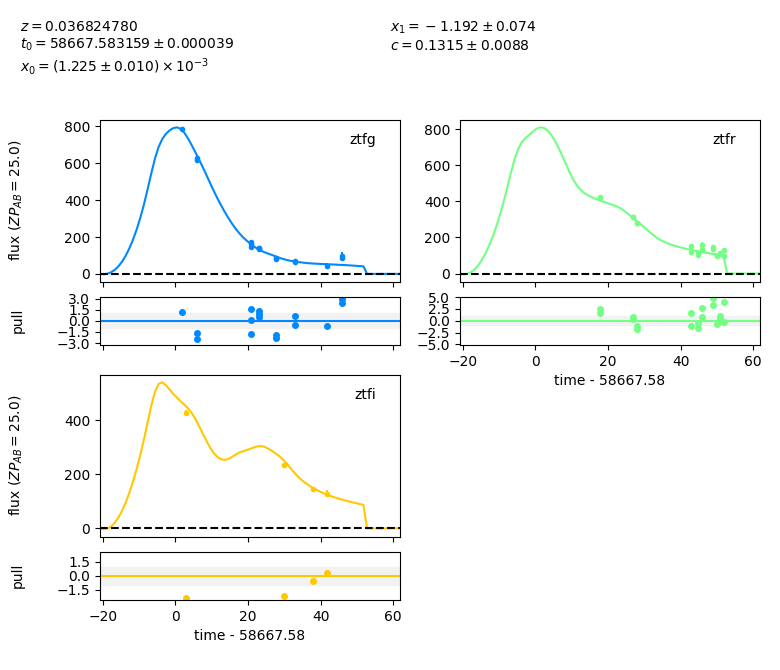 z = 0.036824780
t₀ = 58667.583159 ± 0.000039
x₀ = (1.225 ± 0.010) × 10⁻³
x₁ = −1.192 ± 0.074
c = 0.1315 ± 0.0088
flux (ZP_AB = 25.0)
800
600
400
200
0
ztfg
pull
3.0
1.5
0.0
−1.5
−3.0
800
600
400
200
0
ztfr
5.0
2.5
0.0
−2.5
−5.0
−20 0 20 40 60
time - 58667.58
flux (ZP_AB = 25.0)
400
200
0
ztfi
pull
1.5
0.0
−1.5
−20 0 20 40 60
time - 58667.58